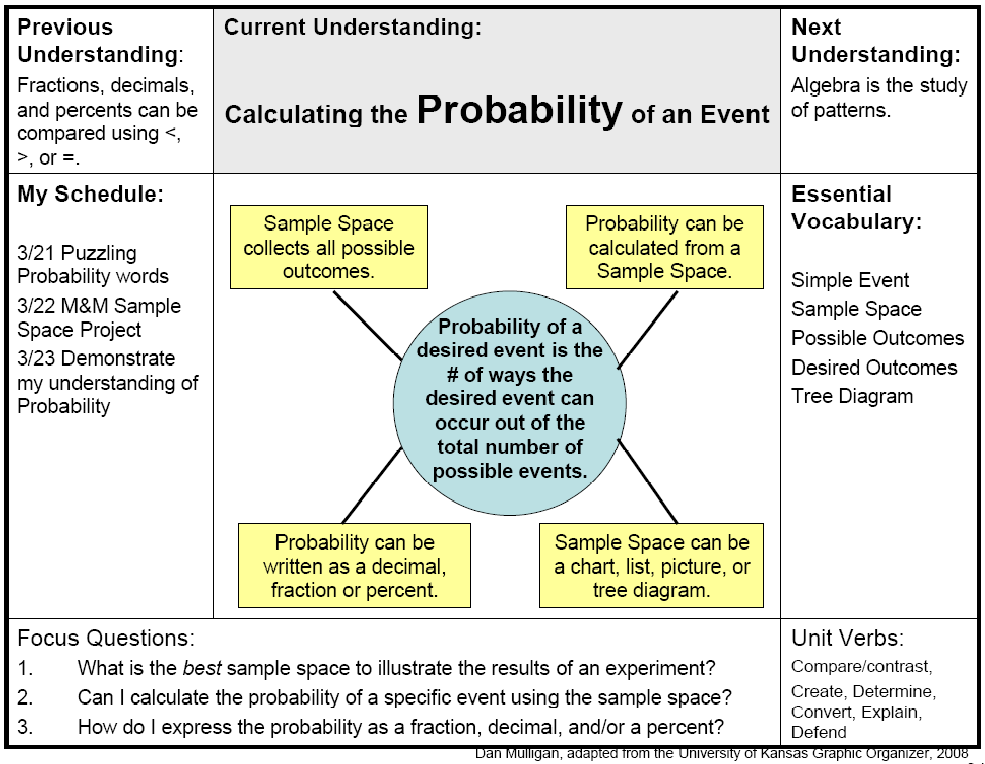 Previous
Understanding:
Fractions, decimals,
and percents can be
compared using <,
>, or =.
Current Understanding:
Calculating the Probability of an Event
Next
Understanding:
Algebra is the study
of patterns.
My Schedule:
3/21 Puzzling
Probability words
3/22 M&M Sample
Space Project
3/23 Demonstrate
my understanding of
Probability
Sample Space
collects all possible
outcomes.
Probability can be
calculated from a
Sample Space.
Probability of a
desired event is the
# of ways the
desired event can
occur out of the
total number of
possible events.
Probability can be
written as a decimal,
fraction or percent.
Sample Space can be
a chart, list, picture, or
tree diagram.
Essential
Vocabulary:
Simple Event
Sample Space
Possible Outcomes
Desired Outcomes
Tree Diagram
Focus Questions:
1. What is the best sample space to illustrate the results of an experiment?
2. Can I calculate the probability of a specific event using the sample space?
3. How do I express the probability as a fraction, decimal, and/or a percent?
Unit Verbs:
Compare/contrast,
Create, Determine,
Convert, Explain,
Defend
Dan Mulligan, adapted from the University of Kansas Graphic Organizer, 2008